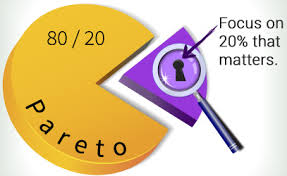 80 / 20
Focus on
20% that
matters.
Pareto